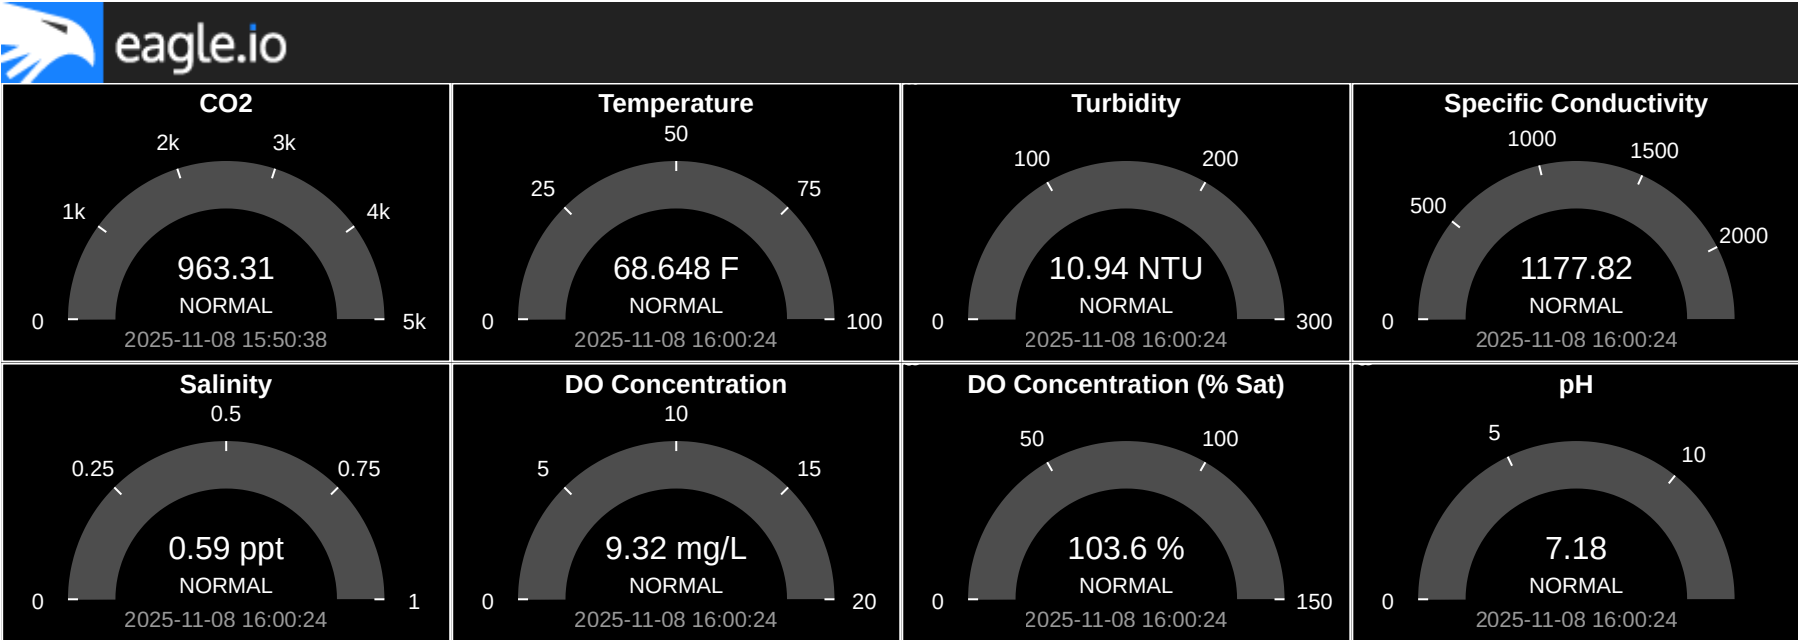 eagle.io
CO2
0
1k
2k
3k
4k
5k
963.31
NORMAL
2025-11-08 15:50:38
Temperature
0
25
50
75
100
68.648 F
NORMAL
2025-11-08 16:00:24
Turbidity
0
100
200
300
10.94 NTU
NORMAL
2025-11-08 16:00:24
Specific Conductivity
0
500
1000
1500
2000
1177.82
NORMAL
2025-11-08 16:00:24
Salinity
0
0.25
0.5
0.75
1
0.59 ppt
NORMAL
2025-11-08 16:00:24
DO Concentration
0
5
10
15
20
9.32 mg/L
NORMAL
2025-11-08 16:00:24
DO Concentration (% Sat)
0
50
100
150
103.6 %
NORMAL
2025-11-08 16:00:24
pH
0
5
10
7.18
NORMAL
2025-11-08 16:00:24